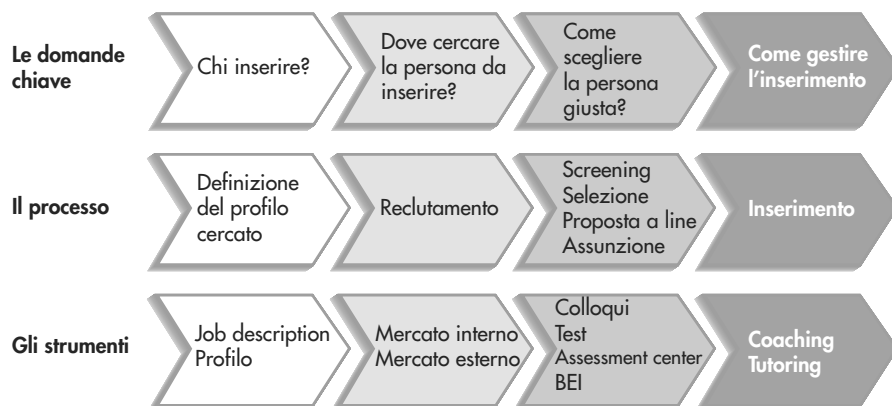 Le domande
chiave
Chi inserire?
Dove cercare
la persona da
inserire?
Come
scegliere
la persona
giusta?
Come gestire
l’inserimento
Il processo
Definizione
del profilo
cercato
Reclutamento
Screening
Selezione
Proposta a line
Assunzione
Inserimento
Gli strumenti
Job description
Profilo
Mercato interno
Mercato esterno
Colloqui
Test
Assessment center
BEI
Coaching
Tutoring